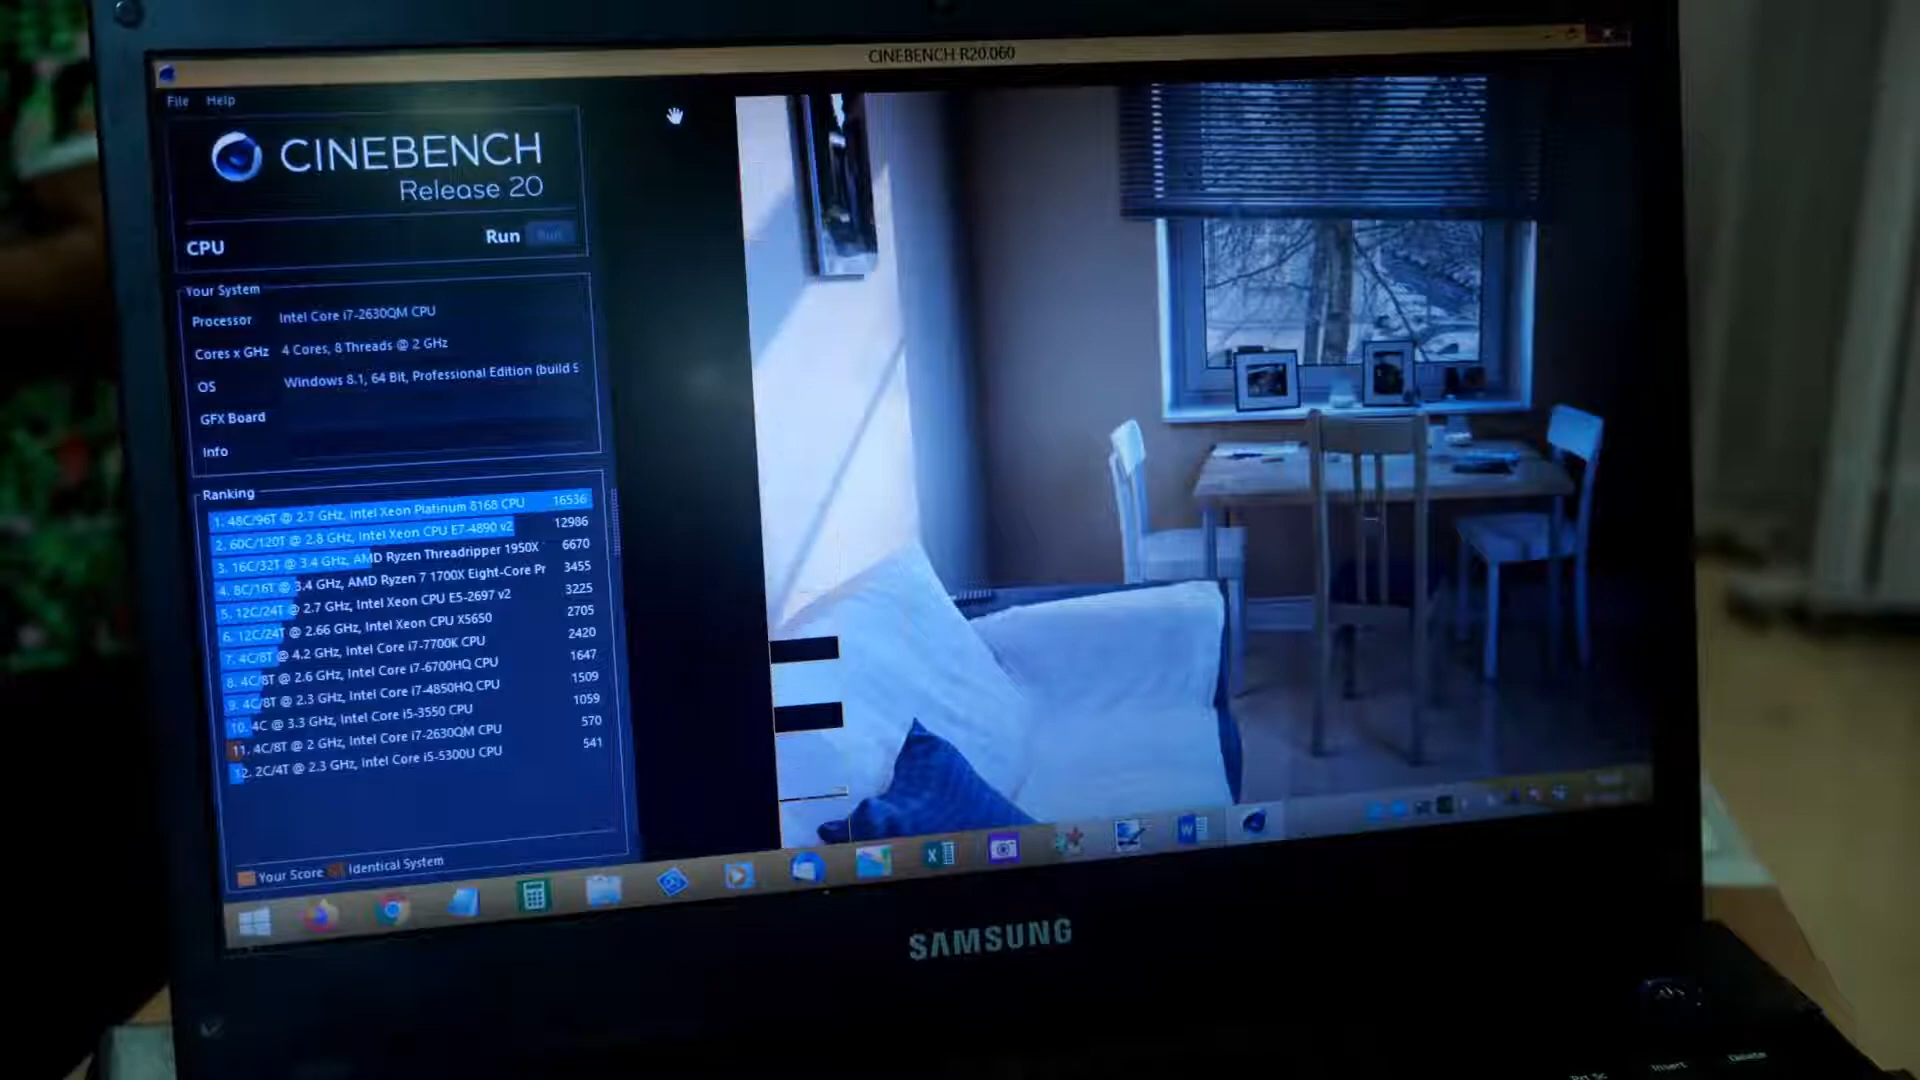 CINEBENCH R20.060
File Help
CINEBENCH
Release 20
CPU Run
Your System
Processor Intel Core i7-2630QM CPU
Cores x GHz 4 Cores, 8 Threads @ 2 GHz
OS Windows 8.1, 64 Bit, Professional Edition (build 9
GFX Board
Info
Ranking
1. 48C/96T @ 2.7 GHz, Intel Xeon Platinum 8168 CPU 16536
2. 60C/120T @ 2.8 GHz, Intel Xeon CPU E7-4890 v2 12986
3. 16C/32T @ 3.4 GHz, AMD Ryzen Threadripper 1950X 6670
4. 8C/16T @ 3.4 GHz, AMD Ryzen 7 1700X Eight-Core Pr 3455
5. 12C/24T @ 2.7 GHz, Intel Xeon CPU E5-2697 v2 3225
6. 12C/24T @ 2.66 GHz, Intel Xeon CPU X5650 2705
7. 4C/8T @ 4.2 GHz, Intel Core i7-7700K CPU 2420
8. 4C/8T @ 2.6 GHz, Intel Core i7-6700HQ CPU 1647
9. 4C/8T @ 2.3 GHz, Intel Core i7-4850HQ CPU 1509
10. 4C @ 3.3 GHz, Intel Core i5-3550 CPU 1059
11. 4C/8T @ 2 GHz, Intel Core i7-2630QM CPU 570
12. 2C/4T @ 2.3 GHz, Intel Core i5-5300U CPU 541
Your Score Identical System
SAMSUNG
Prt Sc Insert Delete